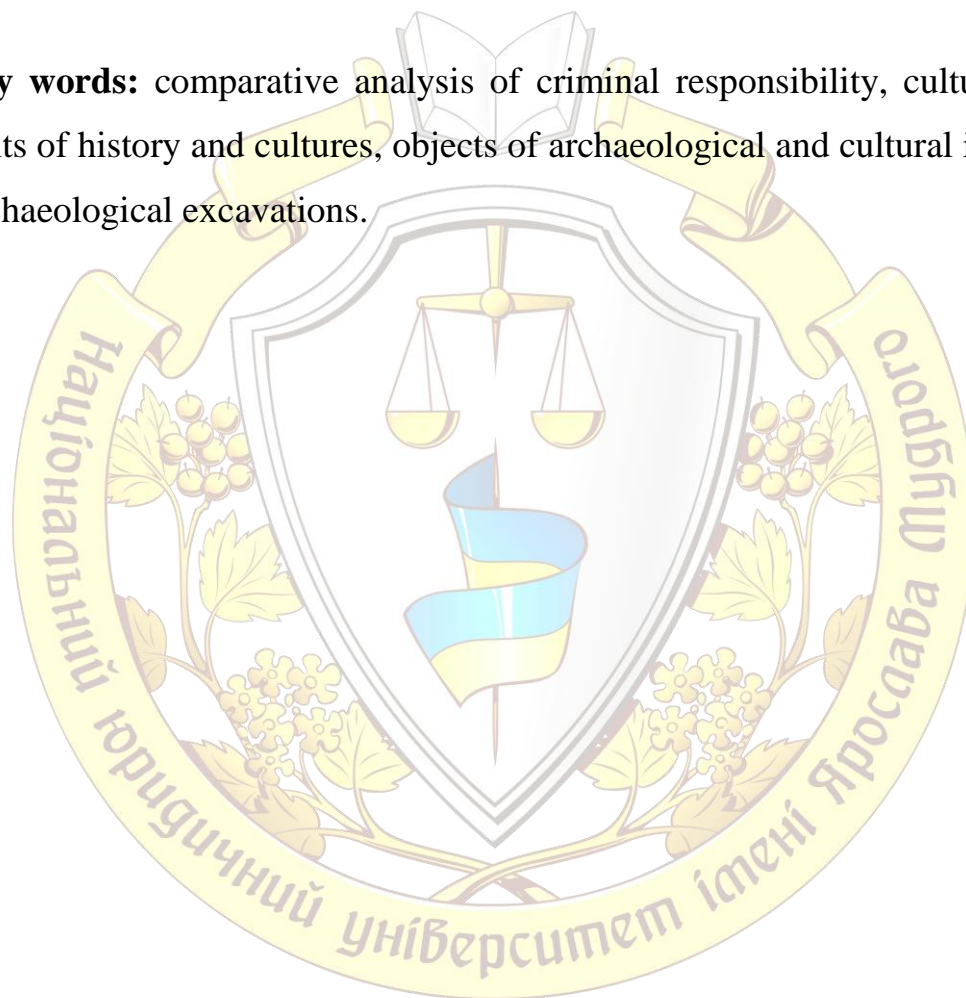 y words: comparative analysis of criminal responsibility, cultu
ts of history and cultures, objects of archaeological and cultural i
haeological excavations.
Національний юридичний університет імені Ярослава Мудрого